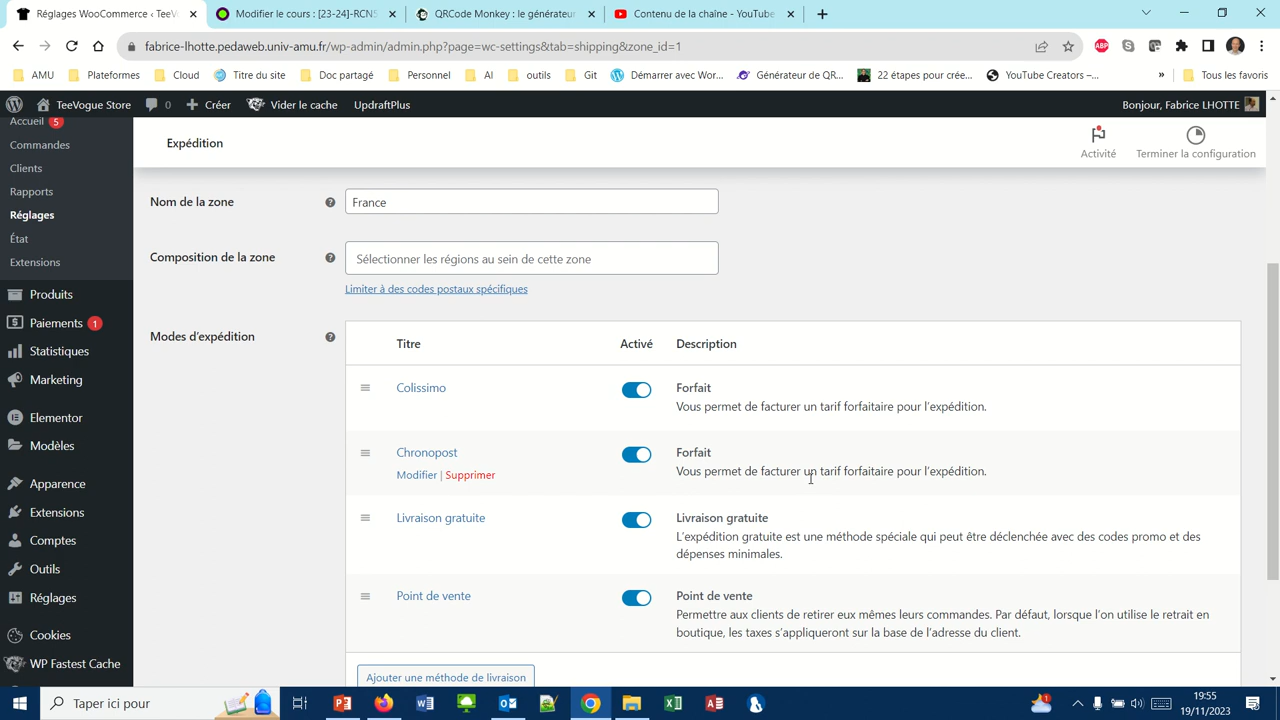 Réglages WooCommerce ‹ TeeV
Modifier le cours : [23-24]-RCNS
QRCode Monkey : le générateur
Contenu de la chaîne - YouTube
fabrice-lhotte.pedaweb.univ-amu.fr/wp-admin/admin.php?page=wc-settings&tab=shipping&zone_id=1
AMU
Plateformes
Cloud
Titre du site
Doc partagé
Personnel
AI
outils
Git
Démarrer avec Wor...
Générateur de QR...
22 étapes pour crée...
YouTube Creators –...
»
Tous les favoris
TeeVogue Store
0
Créer
Vider le cache
UpdraftPlus
Bonjour, Fabrice LHOTTE
Accueil 5
Commandes
Clients
Rapports
Réglages
État
Extensions
Produits
Paiements 1
Statistiques
Marketing
Elementor
Modèles
Apparence
Extensions
Comptes
Outils
Réglages
Cookies
WP Fastest Cache
Expédition
Activité
Terminer la configuration
Nom de la zone
France
Composition de la zone
Sélectionner les régions au sein de cette zone
Limiter à des codes postaux spécifiques
Modes d'expédition
Titre
Activé
Description
Colissimo
Forfait
Vous permet de facturer un tarif forfaitaire pour l'expédition.
Chronopost
Modifier | Supprimer
Forfait
Vous permet de facturer un tarif forfaitaire pour l'expédition.
Livraison gratuite
Livraison gratuite
L'expédition gratuite est une méthode spéciale qui peut être déclenchée avec des codes promo et des
dépenses minimales.
Point de vente
Point de vente
Permettre aux clients de retirer eux mêmes leurs commandes. Par défaut, lorsque l'on utilise le retrait en
boutique, les taxes s'appliqueront sur la base de l'adresse du client.
Ajouter une méthode de livraison
Taper ici pour
19:55
19/11/2023